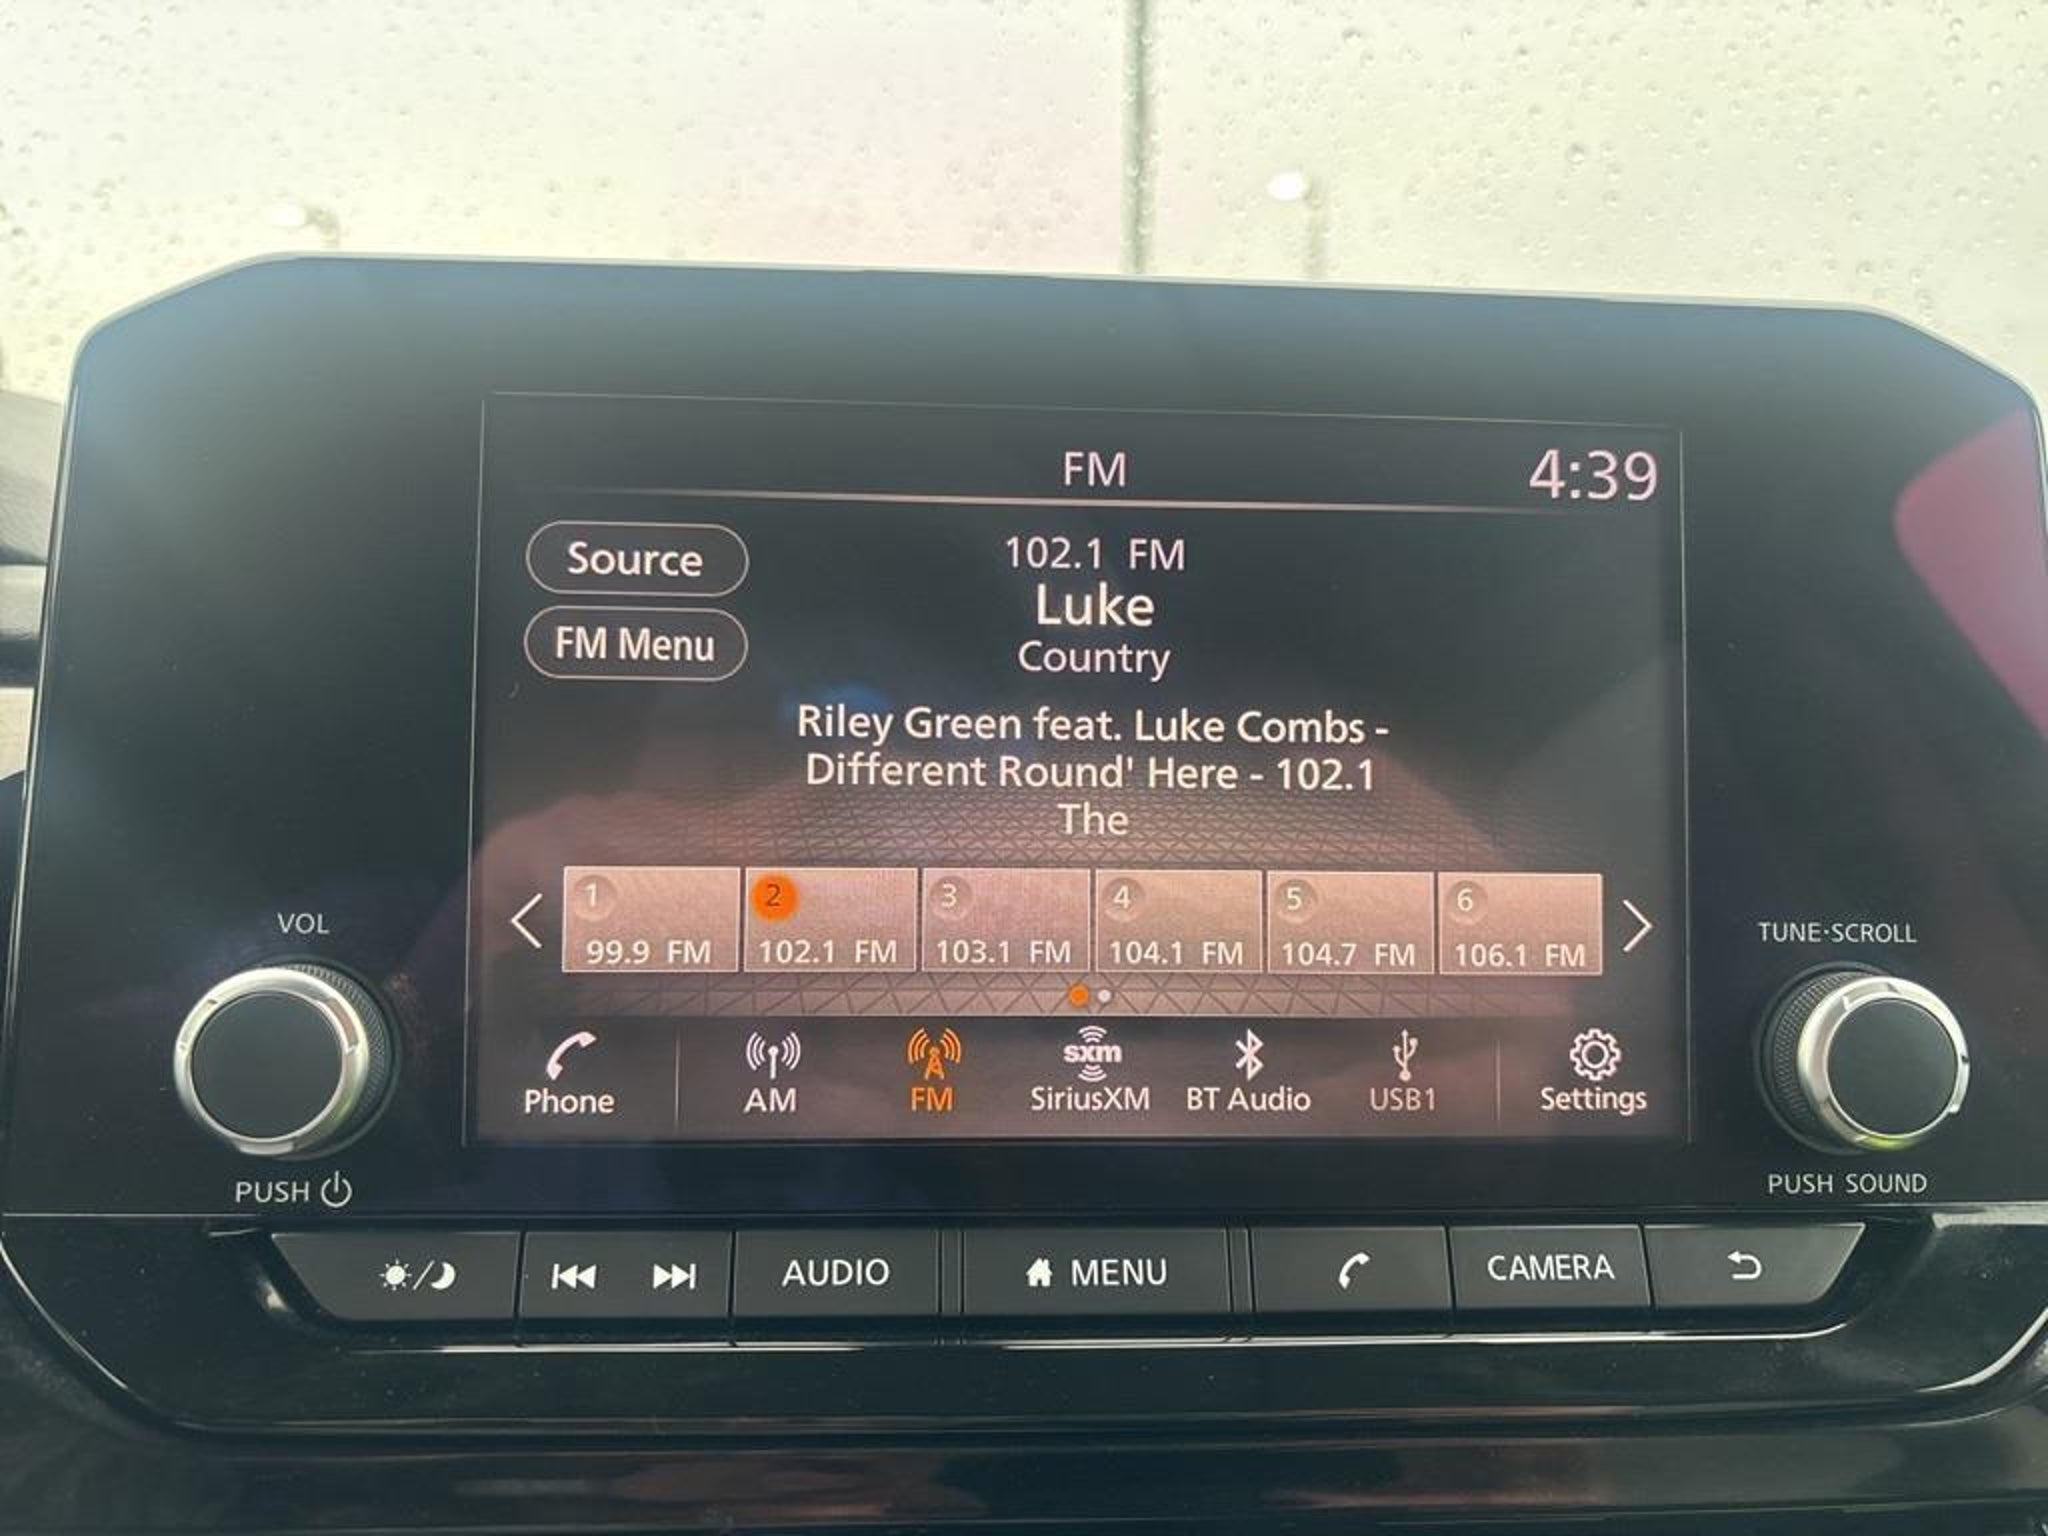 FM
4:39
Source
102.1 FM
Luke
FM Menu
Country
Riley Green feat. Luke Combs -
Different Round' Here - 102.1
The
1
2
3
4
5
6
99.9 FM
102.1 FM
103.1 FM
104.1 FM
104.7 FM
106.1 FM
VOL
TUNE·SCROLL
sxm
Phone
AM
FM
SiriusXM
BT Audio
USB1
Settings
PUSH
PUSH SOUND
AUDIO
MENU
CAMERA